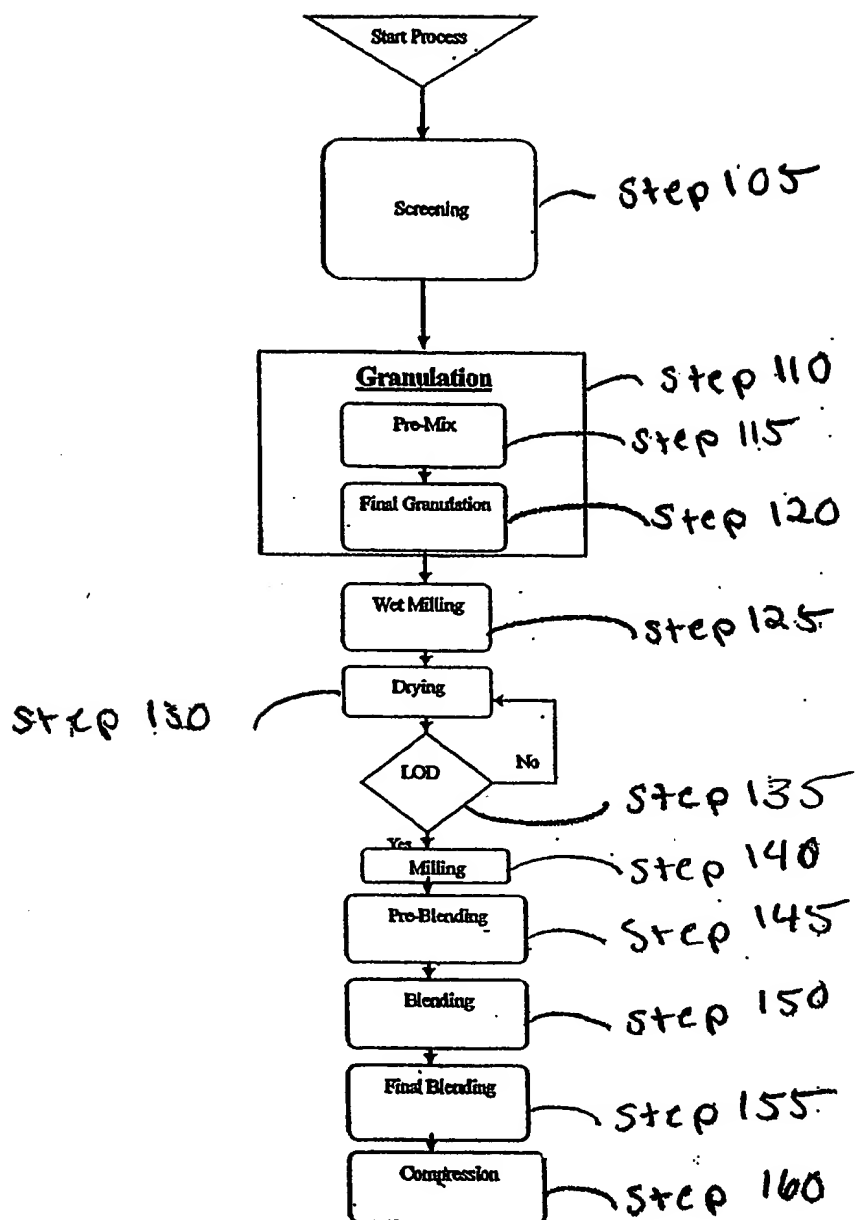 Start Process
Screening
step 105
Granulation
step 110
Pre-Mix
step 115
Final Granulation
step 120
Wet Milling
step 125
Drying
step 130
LOD
No
step 135
Yes
Milling
step 140
Pre-Blending
step 145
Blending
step 150
Final Blending
step 155
Compression
step 160